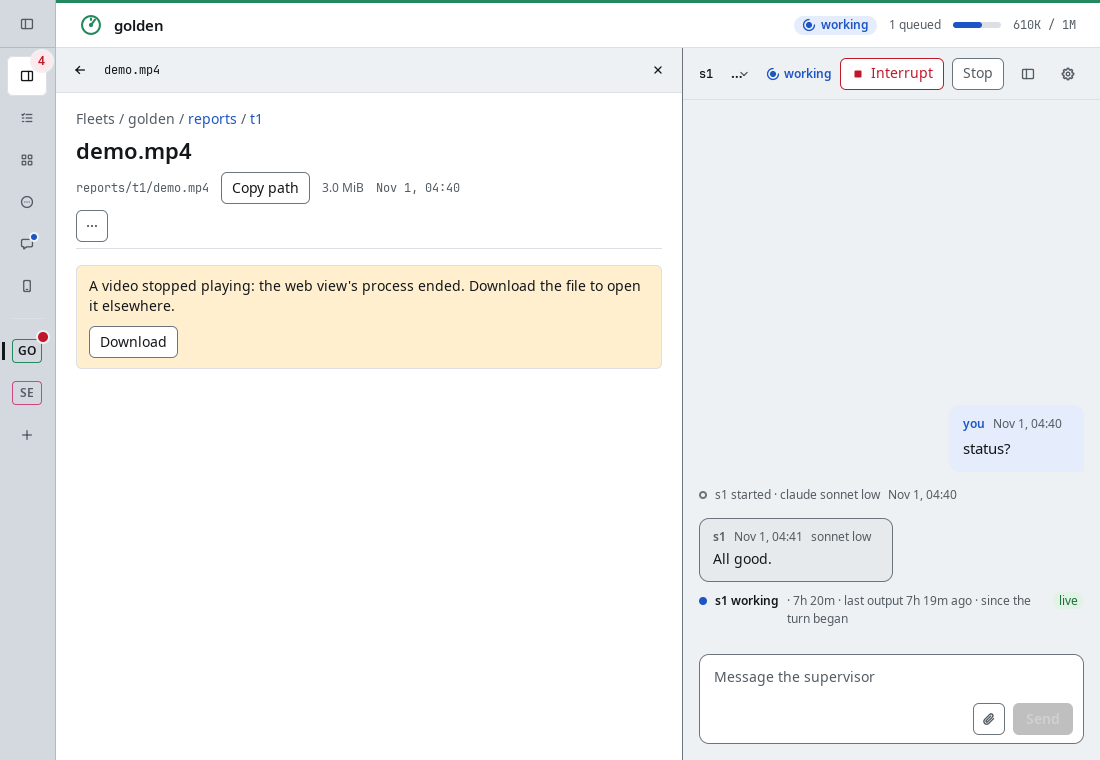 golden
working
1 queued
610K / 1M
4
demo.mp4
s1
...
working
Interrupt
Stop
Fleets / golden / reports / t1
demo.mp4
reports/t1/demo.mp4
Copy path
3.0 MiB
Nov 1, 04:40
...
A video stopped playing: the web view's process ended. Download the file to open
it elsewhere.
Download
GO
SE
you Nov 1, 04:40
status?
s1 started · claude sonnet low Nov 1, 04:40
s1 Nov 1, 04:41 sonnet low
All good.
s1 working · 7h 20m · last output 7h 19m ago · since the
turn began
live
Message the supervisor
Send